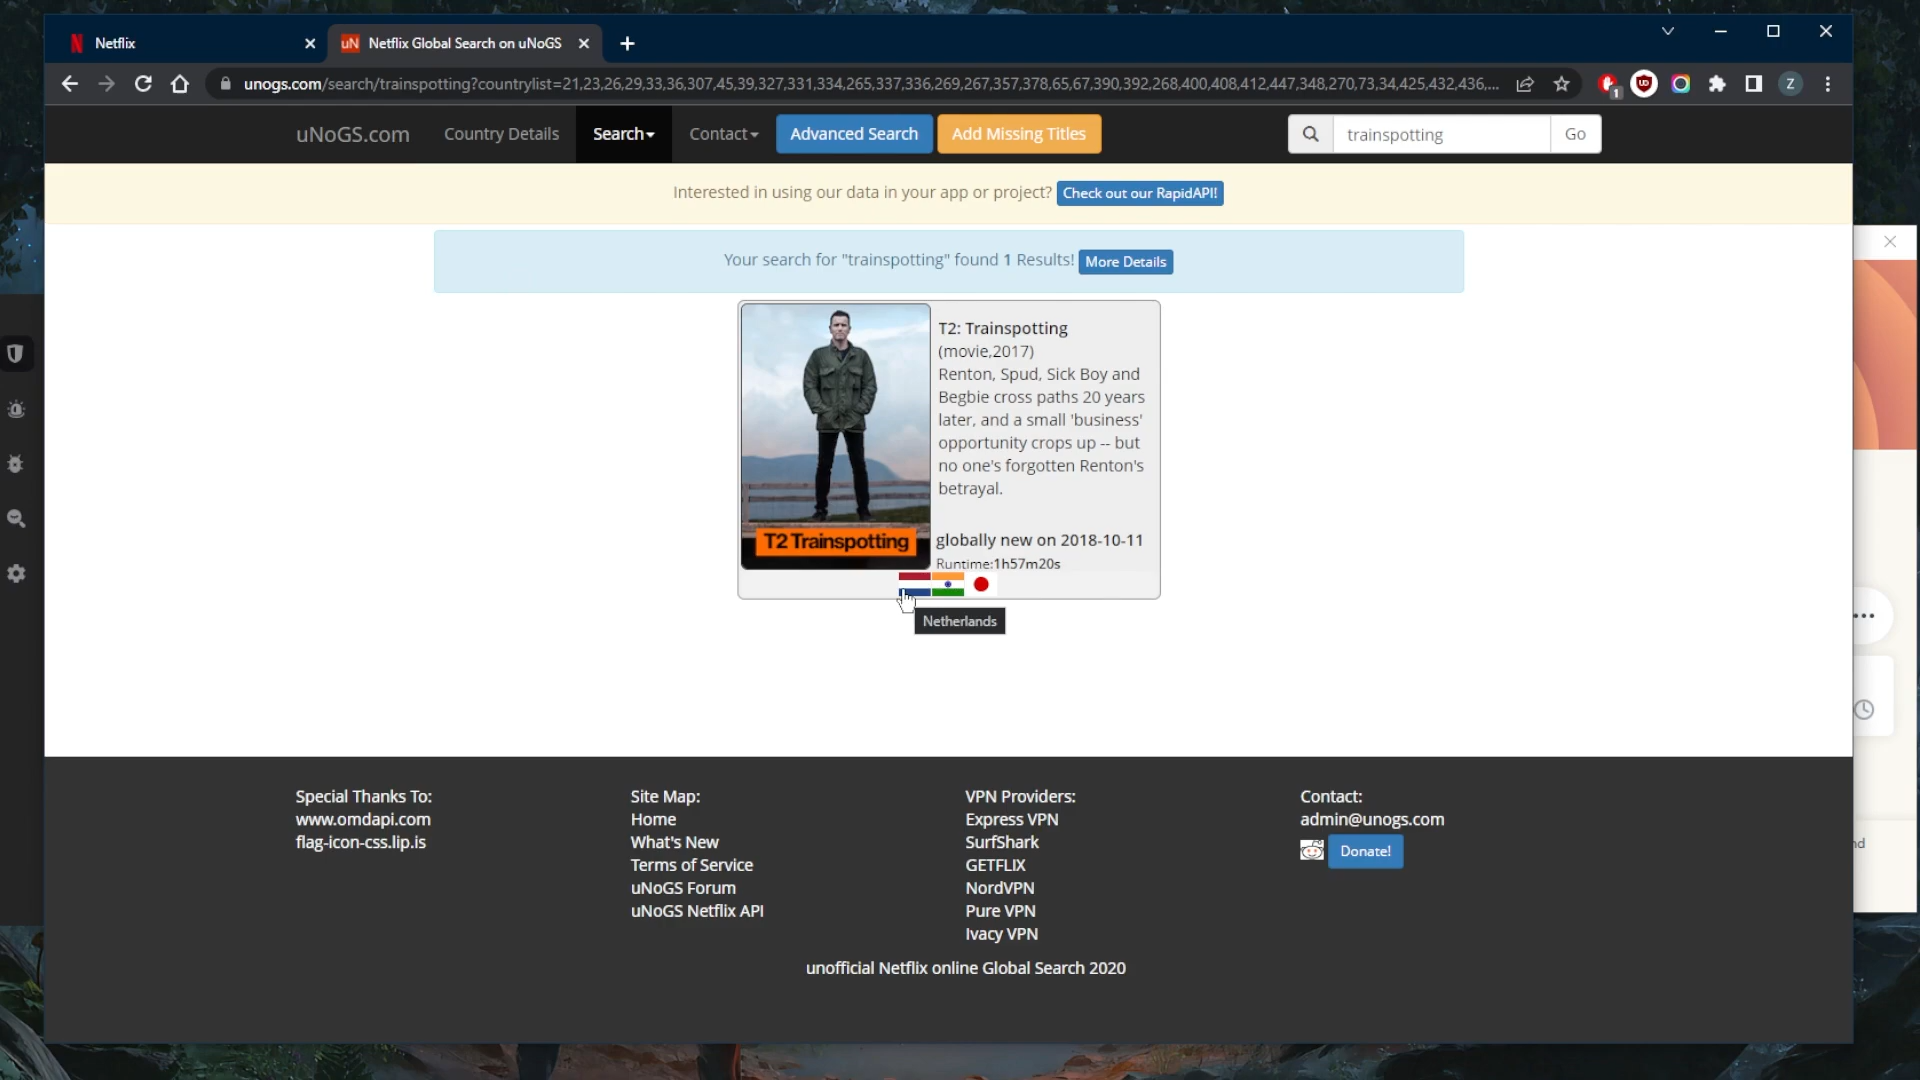 Netflix
uN Netflix Global Search on uNoGS
unogs.com/search/trainspotting?countrylist=21,23,26,29,33,36,307,45,39,327,331,334,265,337,336,269,267,357,378,65,67,390,392,268,400,408,412,447,348,270,73,34,425,432,436,...
1
Z
uNoGS.com
Country Details
Search
Contact
Advanced Search
Add Missing Titles
trainspotting
Go
Interested in using our data in your app or project? Check out our RapidAPI!
Your search for "trainspotting" found 1 Results! More Details
T2: Trainspotting
(movie,2017)
Renton, Spud, Sick Boy and
Begbie cross paths 20 years
later, and a small 'business'
opportunity crops up -- but
no one's forgotten Renton's
betrayal.
T2 Trainspotting
globally new on 2018-10-11
Runtime:1h57m20s
Netherlands
Special Thanks To:
www.omdapi.com
flag-icon-css.lip.is
Site Map:
Home
What's New
Terms of Service
uNoGS Forum
uNoGS Netflix API
VPN Providers:
Express VPN
SurfShark
GETFLIX
NordVPN
Pure VPN
Ivacy VPN
Contact:
admin@unogs.com
Donate!
unofficial Netflix online Global Search 2020